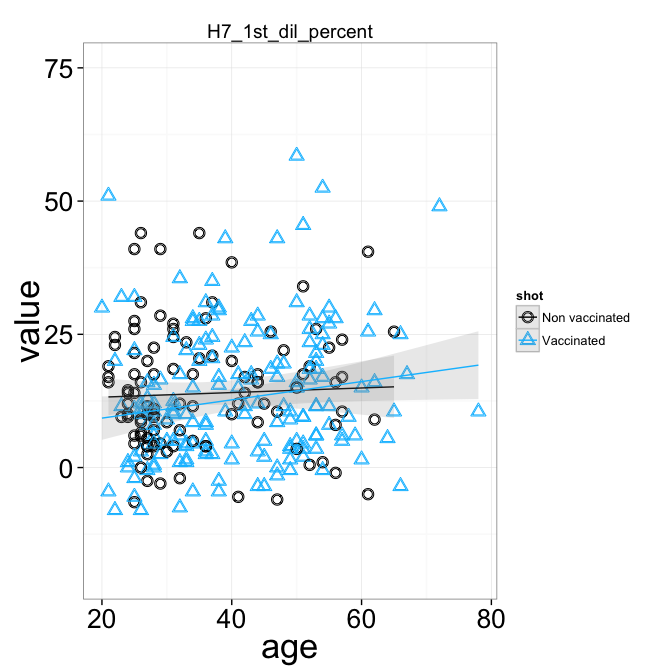 H7_1st_dil_percent
75
50
25
0
value
20 40 60 80
age
shot
Non vaccinated
Vaccinated